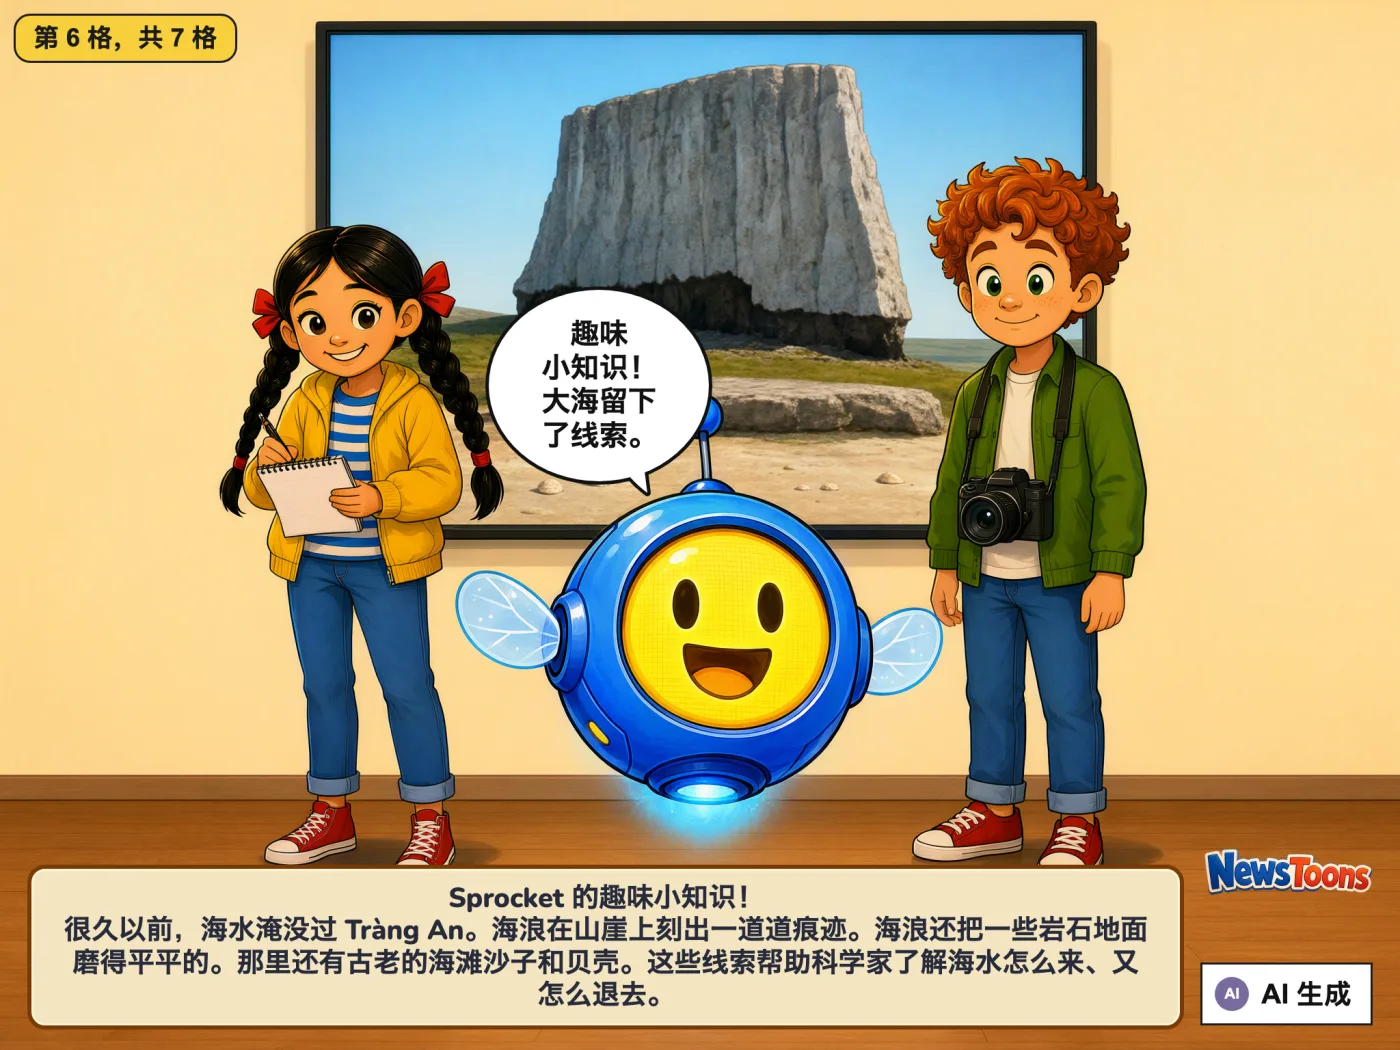 第 6 格，共 7 格
趣味
小知识！
大海留下
了线索。
Sprocket 的趣味小知识！
很久以前，海水淹没过 Tràng An。海浪在山崖上刻出一道道痕迹。海浪还把一些岩石地面
磨得平平的。那里还有古老的海滩沙子和贝壳。这些线索帮助科学家了解海水怎么来、又
怎么退去。
NewsToons
AI AI 生成